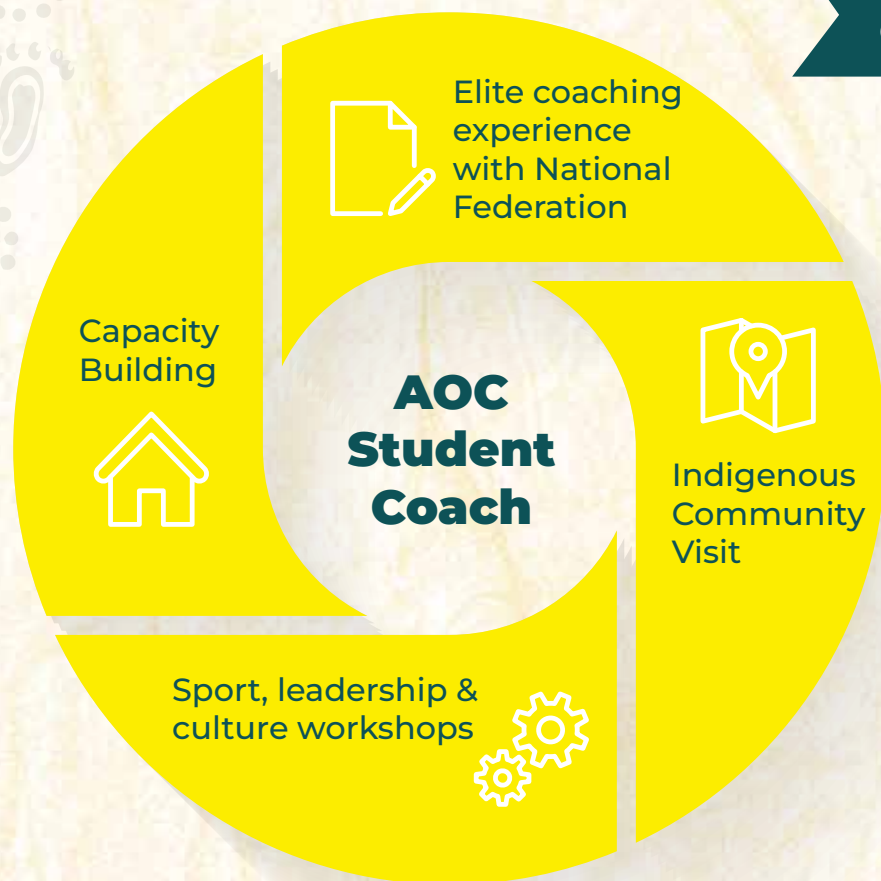 Elite coaching
experience
with National
Federation
Capacity
Building
AOC
Student
Coach
Indigenous
Community
Visit
Sport, leadership &
culture workshops